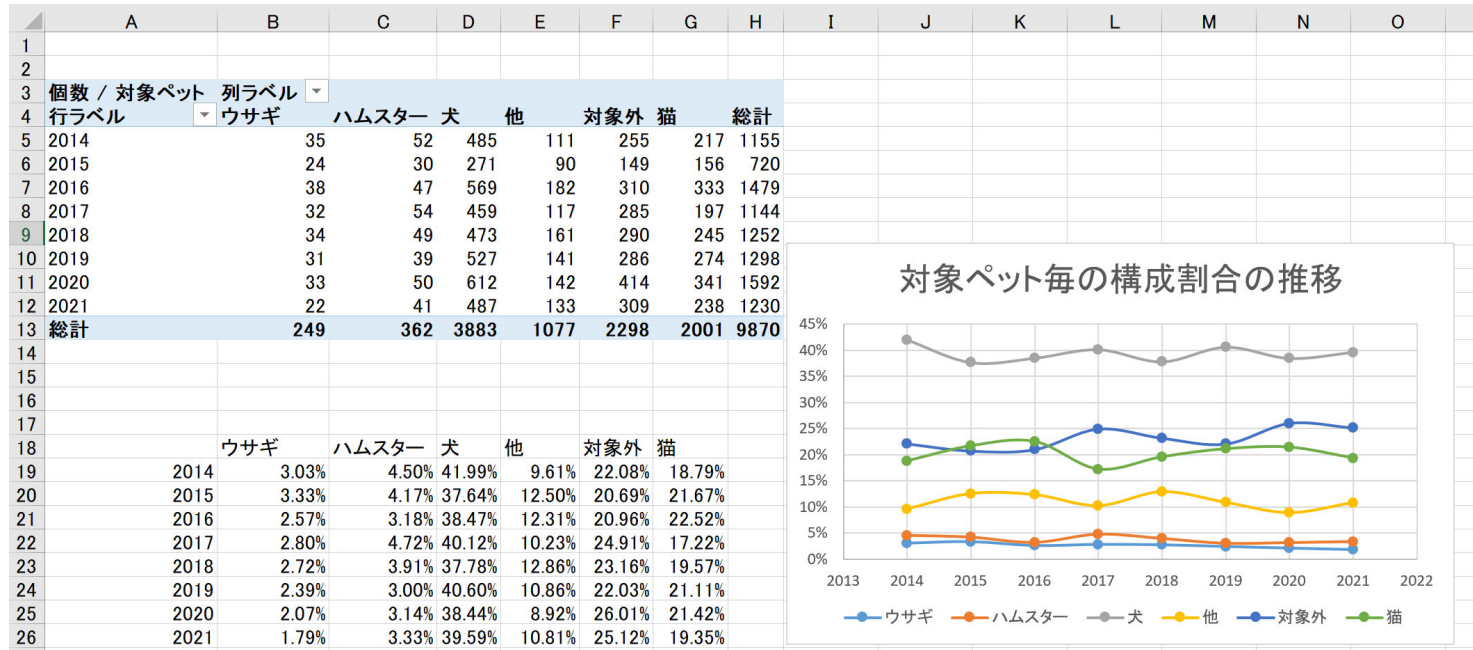 A B C D E F G H I J K L M N O
1
2
3 個数 / 対象ペット 列ラベル
4 行ラベル ウサギ ハムスター 犬 他 対象外 猫 総計
5 2014 35 52 485 111 255 217 1155
6 2015 24 30 271 90 149 156 720
7 2016 38 47 569 182 310 333 1479
8 2017 32 54 459 117 285 197 1144
9 2018 34 49 473 161 290 245 1252
10 2019 31 39 527 141 286 274 1298
11 2020 33 50 612 142 414 341 1592
12 2021 22 41 487 133 309 238 1230
13 総計 249 362 3883 1077 2298 2001 9870
14
15
16
17
18 ウサギ ハムスター 犬 他 対象外 猫
19 2014 3.03% 4.50% 41.99% 9.61% 22.08% 18.79%
20 2015 3.33% 4.17% 37.64% 12.50% 20.69% 21.67%
21 2016 2.57% 3.18% 38.47% 12.31% 20.96% 22.52%
22 2017 2.80% 4.72% 40.12% 10.23% 24.91% 17.22%
23 2018 2.72% 3.91% 37.78% 12.86% 23.16% 19.57%
24 2019 2.39% 3.00% 40.60% 10.86% 22.03% 21.11%
25 2020 2.07% 3.14% 38.44% 8.92% 26.01% 21.42%
26 2021 1.79% 3.33% 39.59% 10.81% 25.12% 19.35%
対象ペット毎の構成割合の推移
45%
40%
35%
30%
25%
20%
15%
10%
5%
0%
2013 2014 2015 2016 2017 2018 2019 2020 2021 2022
ウサギ ハムスター 犬 他 対象外 猫